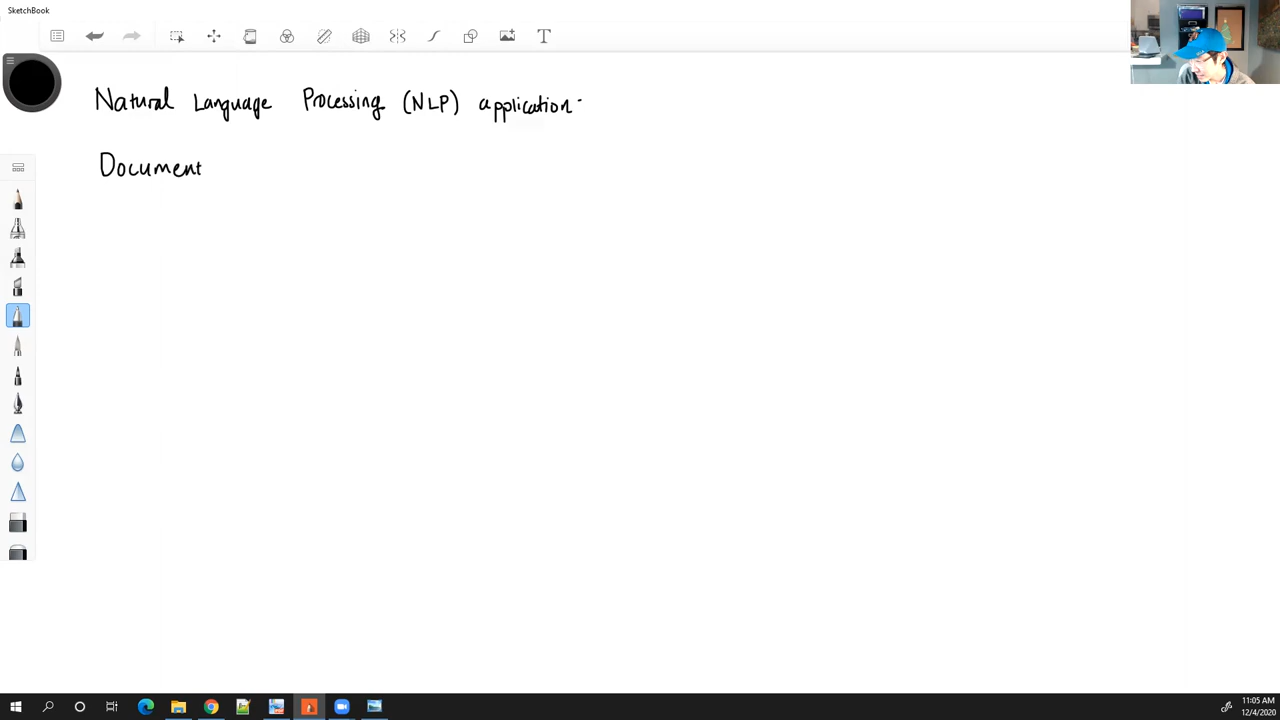 SketchBook
T
Natural Language Processing (NLP) application:
Document
11:05 AM
12/4/2020